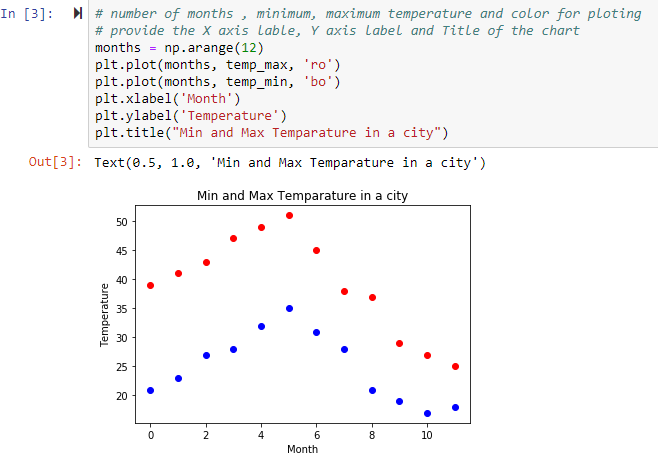 In [3]:
# number of months , minimum, maximum temperature and color for ploting
# provide the X axis lable, Y axis label and Title of the chart
months = np.arange(12)
plt.plot(months, temp_max, 'ro')
plt.plot(months, temp_min, 'bo')
plt.xlabel('Month')
plt.ylabel('Temperature')
plt.title("Min and Max Temparature in a city")
Out[3]: Text(0.5, 1.0, 'Min and Max Temparature in a city')
Min and Max Temparature in a city
Temperature
50
45
40
35
30
25
20
0 2 4 6 8 10
Month